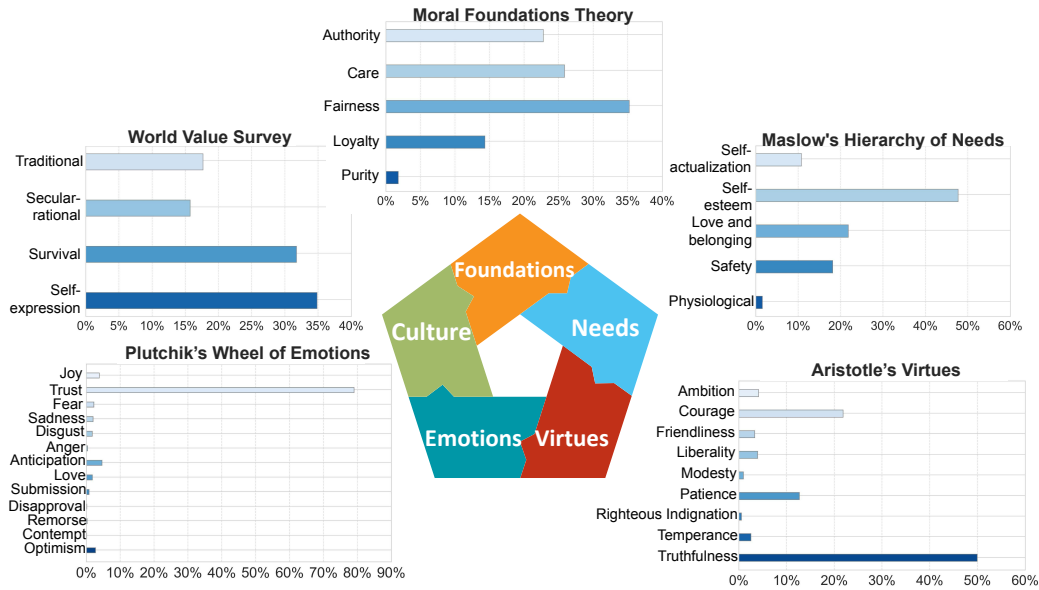 Moral Foundations Theory
Authority
Care
Fairness
Loyalty
Purity
0% 5% 10% 15% 20% 25% 30% 35% 40%
World Value Survey
Traditional
Secular-
rational
Survival
Self-
expression
0% 5% 10% 15% 20% 25% 30% 35% 40%
Maslow's Hierarchy of Needs
Self-
actualization
Self-
esteem
Love and
belonging
Safety
Physiological
0% 10% 20% 30% 40% 50% 60%
Foundations
Culture
Needs
Emotions
Virtues
Plutchik’s Wheel of Emotions
Joy
Trust
Fear
Sadness
Disgust
Anger
Anticipation
Love
Submission
Disapproval
Remorse
Contempt
Optimism
0% 10% 20% 30% 40% 50% 60% 70% 80% 90%
Aristotle’s Virtues
Ambition
Courage
Friendliness
Liberality
Modesty
Patience
Righteous Indignation
Temperance
Truthfulness
0% 10% 20% 30% 40% 50% 60%